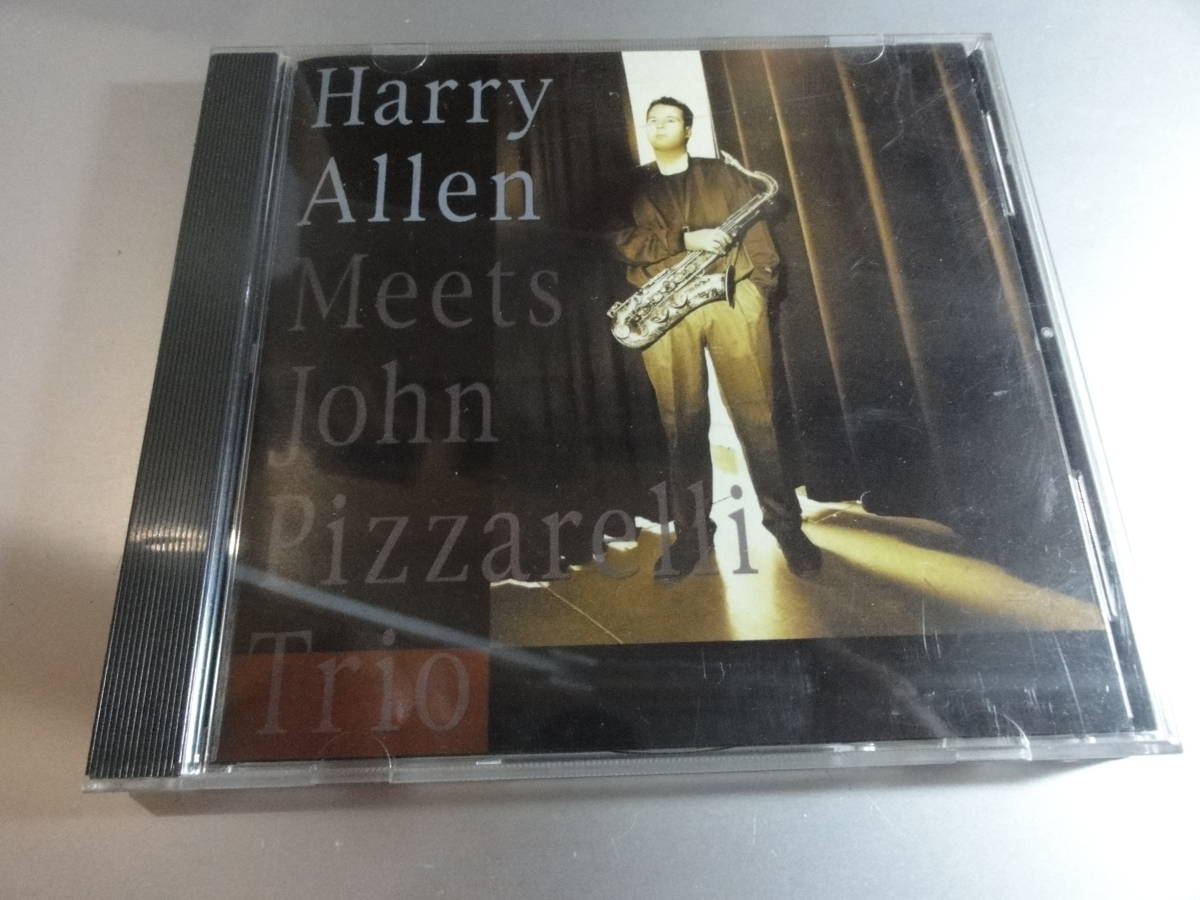 Harry
Allen
Meets
John
Pizzarelli
Trio